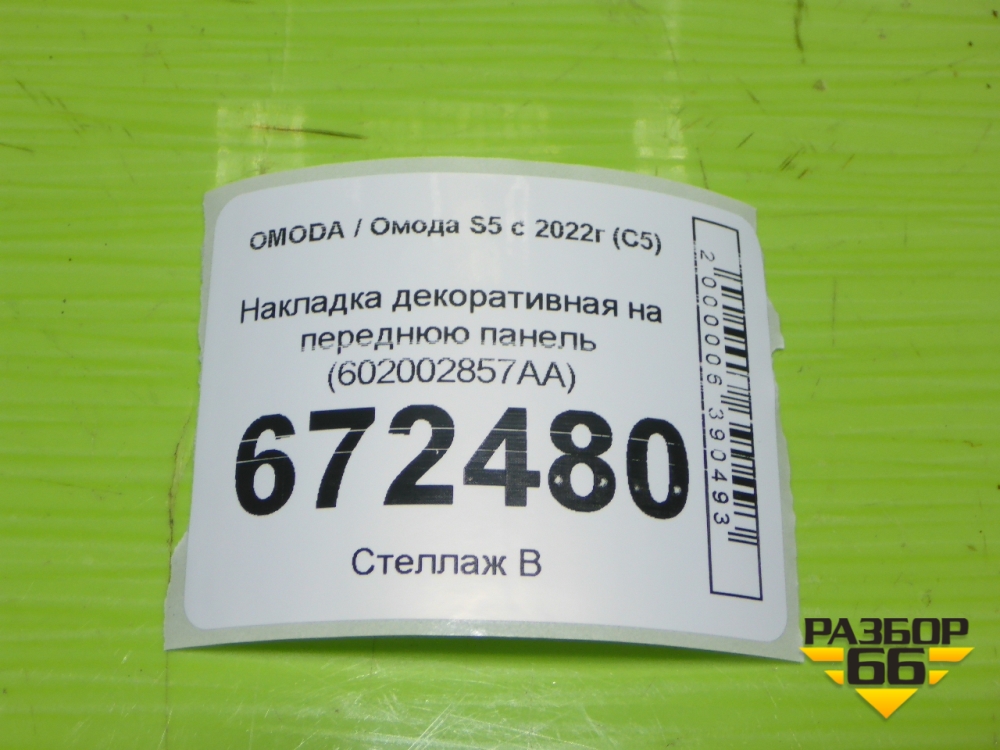 OMODA / Омода S5 с 2022г (C5)
Накладка декоративная на
переднюю панель
(602002857AA)
672480
Стеллаж В
2000006390493
РАЗБОР
66